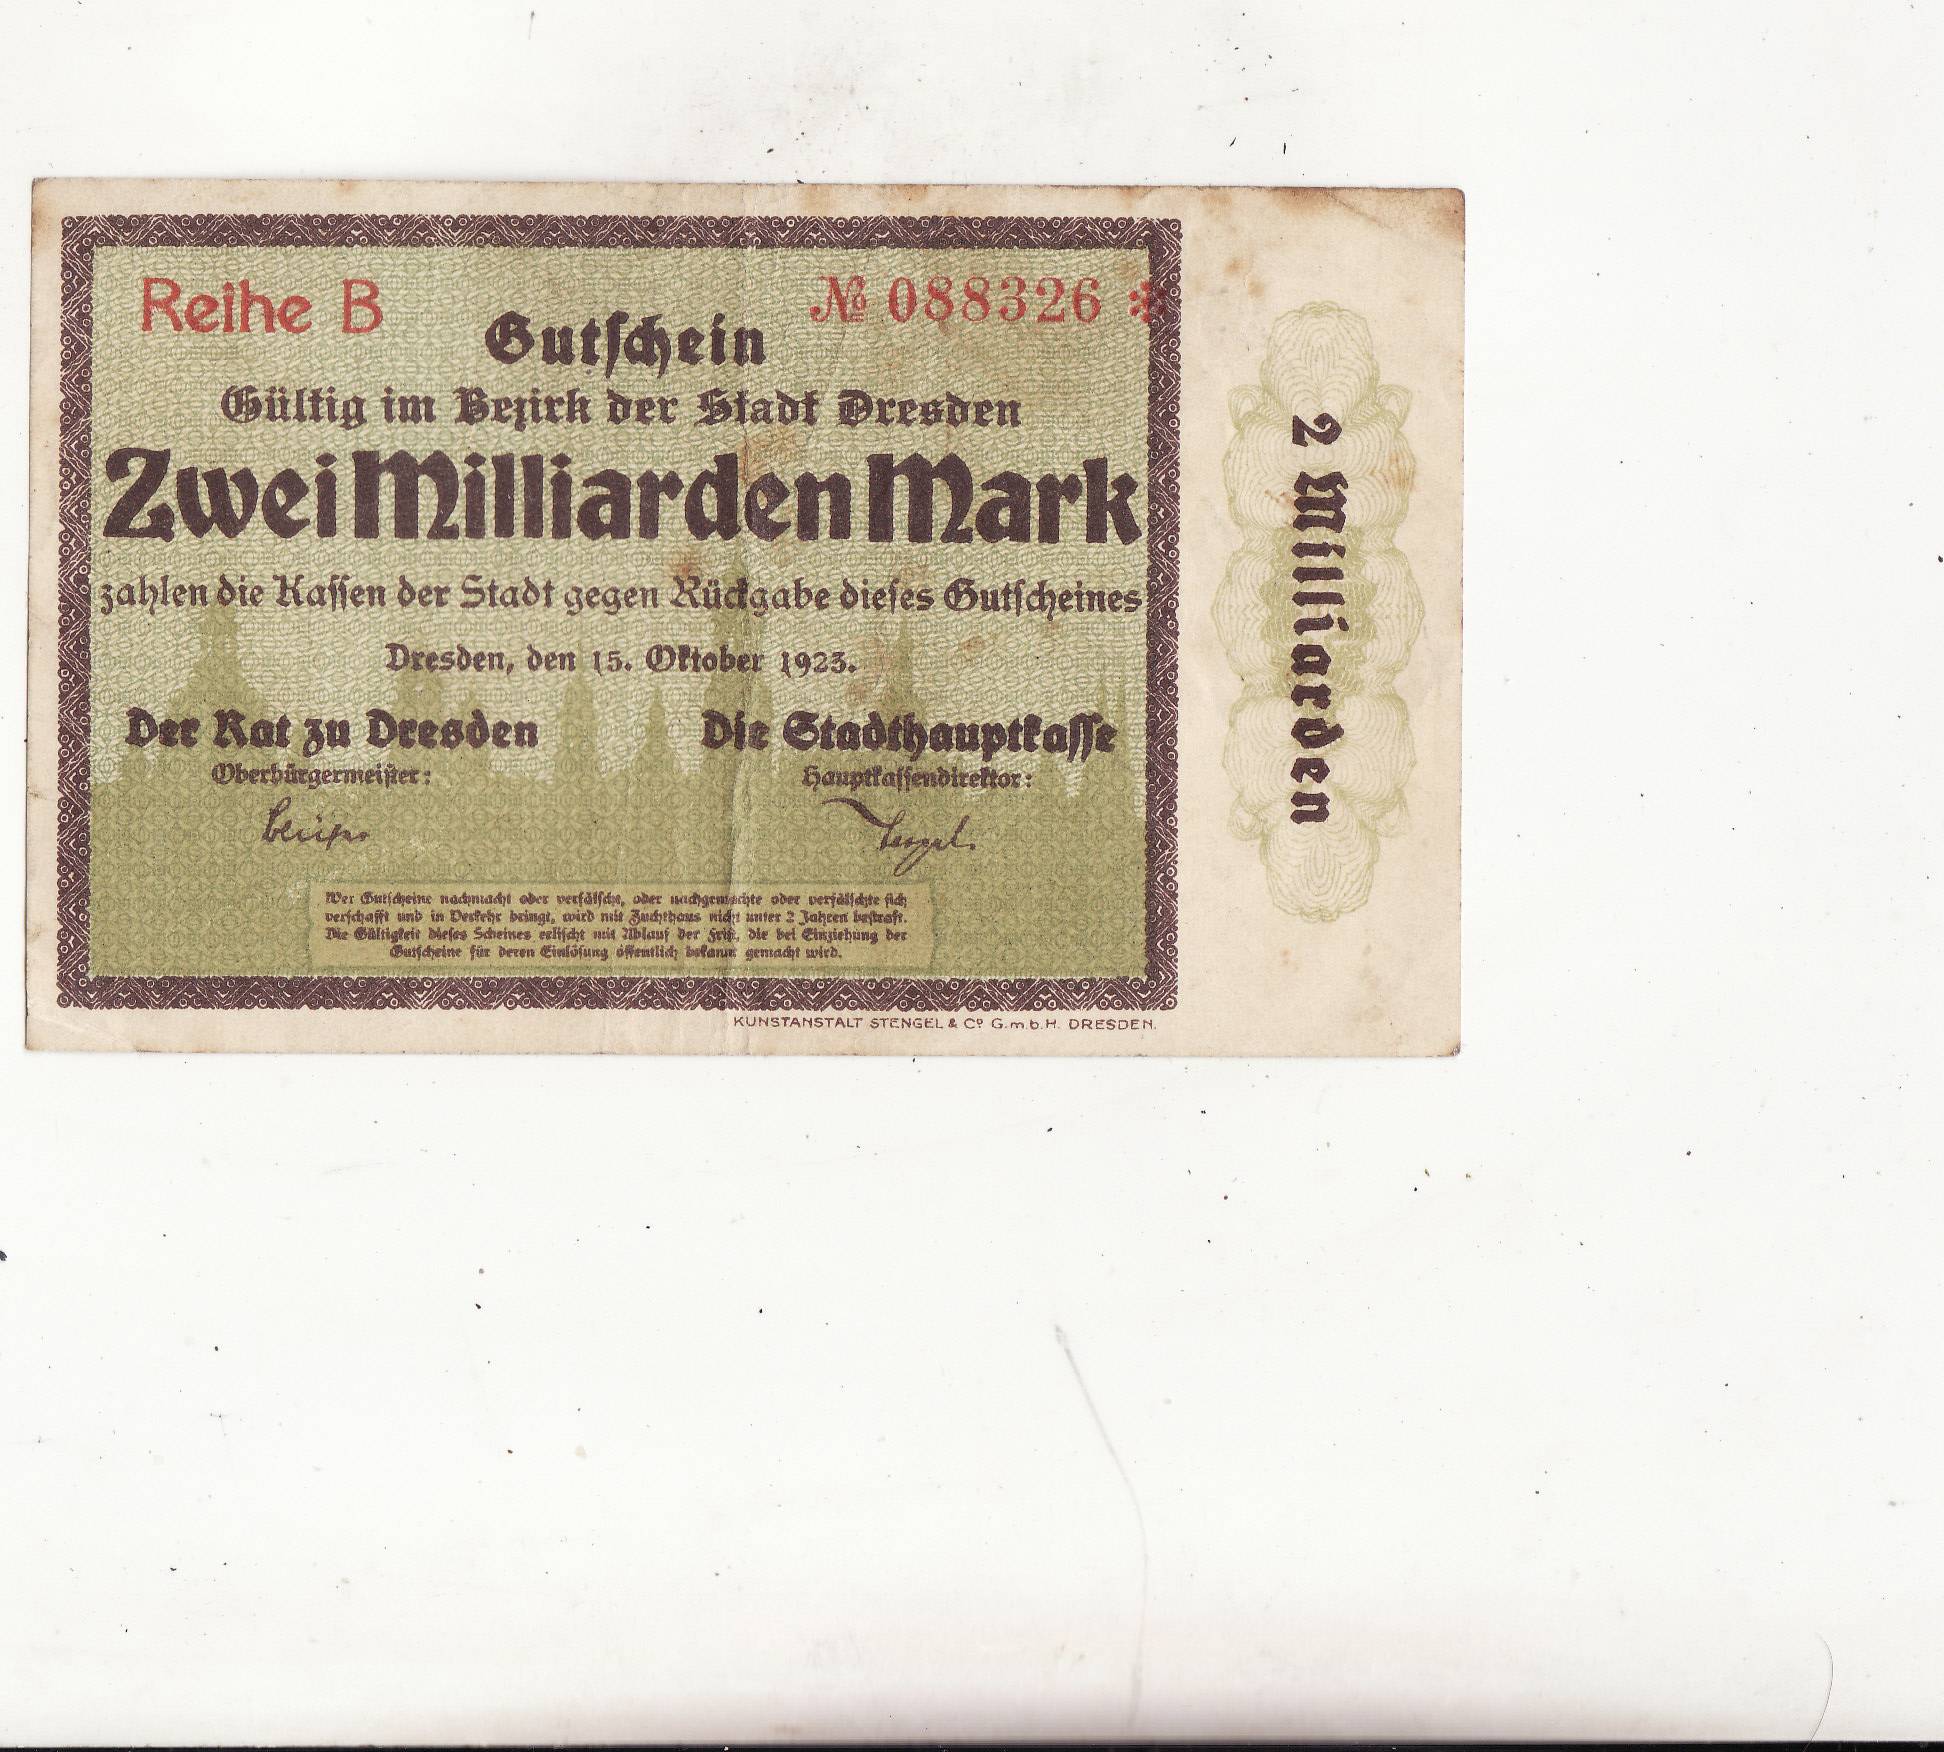 Reihe B
№ 088326 *
Gutschein
Gültig im Bezirk der Stadt Dresden
Zwei Milliarden Mark
zahlen die Kassen der Stadt gegen Rückgabe dieses Gutscheines
Dresden, den 15. Oktober 1923.
Der Rat zu Dresden
Oberbürgermeister:
Die Stadthauptkasse
Hauptkassendirektor:
Wer Gutscheine nachmacht oder verfälscht, oder nachgemachte oder verfälschte sich
verschafft und in Verkehr bringt, wird mit Zuchthaus nicht unter 2 Jahren bestraft.
Die Gültigkeit dieses Scheines erlischt mit Ablauf der Frist, die bei Einziehung der
Gutscheine für deren Einlösung öffentlich bekannt gemacht wird.
KUNSTANSTALT STENGEL & Cº G.m.b.H. DRESDEN.
2 Milliarden